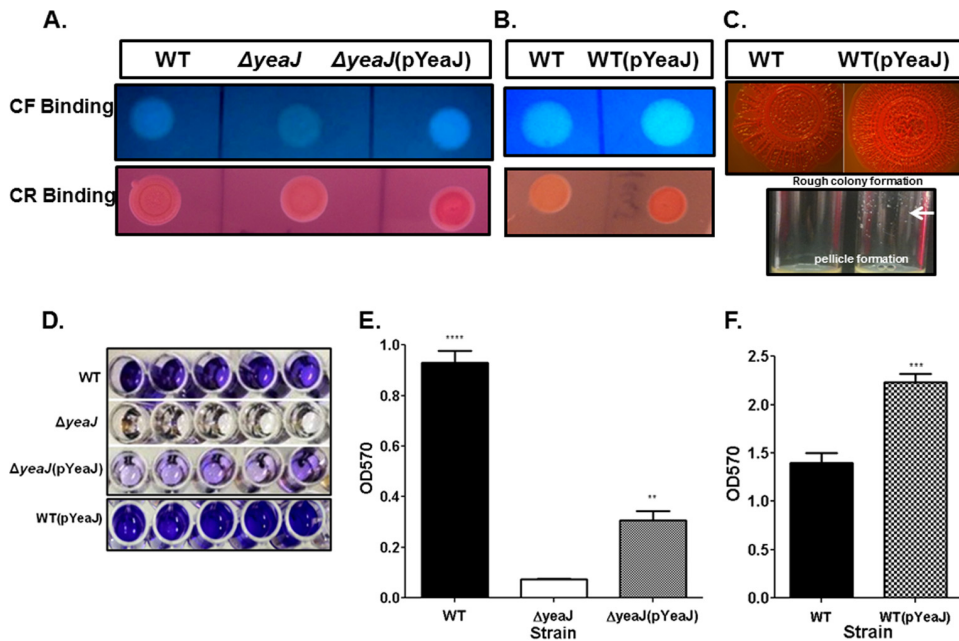 A.
WT ΔyeaJ ΔyeaJ(pYeaJ)
CF Binding
CR Binding
B.
WT WT(pYeaJ)
C.
WT WT(pYeaJ)
Rough colony formation
pellicle formation
D.
WT
ΔyeaJ
ΔyeaJ(pYeaJ)
WT(pYeaJ)
E.
OD570
1.0
0.8
0.6
0.4
0.2
0.0
****
**
WT ΔyeaJ ΔyeaJ(pYeaJ)
Strain
F.
OD570
2.5
2.0
1.5
1.0
0.5
0.0
***
WT WT(pYeaJ)
Strain